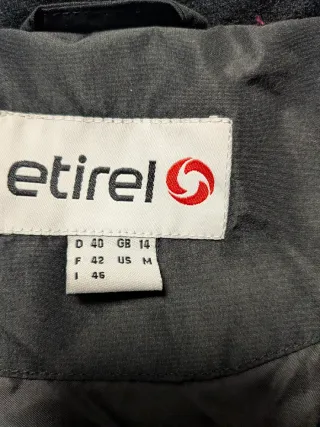 etirel
D 40 GB 14
F 42 US M
I 46